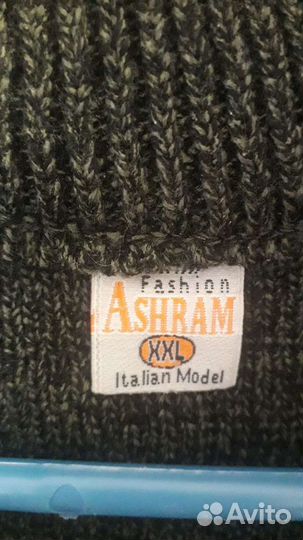 Fashion
ASHRAM
XXL
Italian Model
Avito